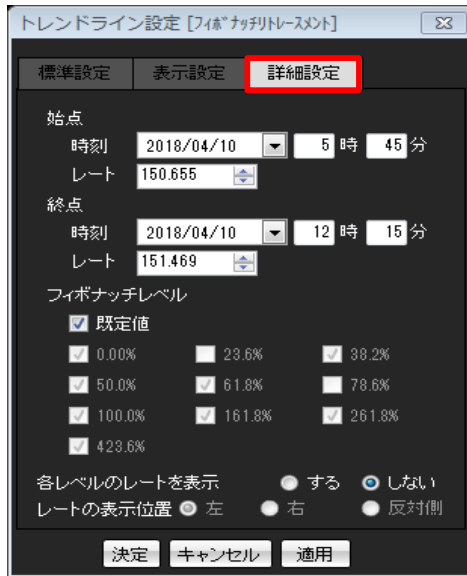 トレンドライン設定 [フィボナッチリトレースメント]
標準設定 表示設定 詳細設定
始点
時刻 2018/04/10 5 時 45 分
レート 150.655
終点
時刻 2018/04/10 12 時 15 分
レート 151.469
フィボナッチレベル
既定値
0.00% 23.6% 38.2%
50.0% 61.8% 78.6%
100.0% 161.8% 261.8%
423.6%
各レベルのレートを表示 する しない
レートの表示位置 左 右 反対側
決定 キャンセル 適用